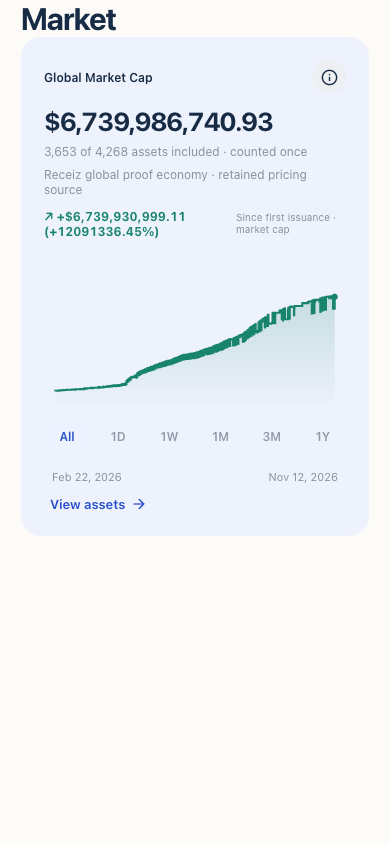 Market
Global Market Cap
$6,739,986,740.93
3,653 of 4,268 assets included · counted once
Receiz global proof economy · retained pricing
source
↗ +$6,739,930,999.11
(+12091336.45%)
Since first issuance ·
market cap
All 1D 1W 1M 3M 1Y
Feb 22, 2026 Nov 12, 2026
View assets →